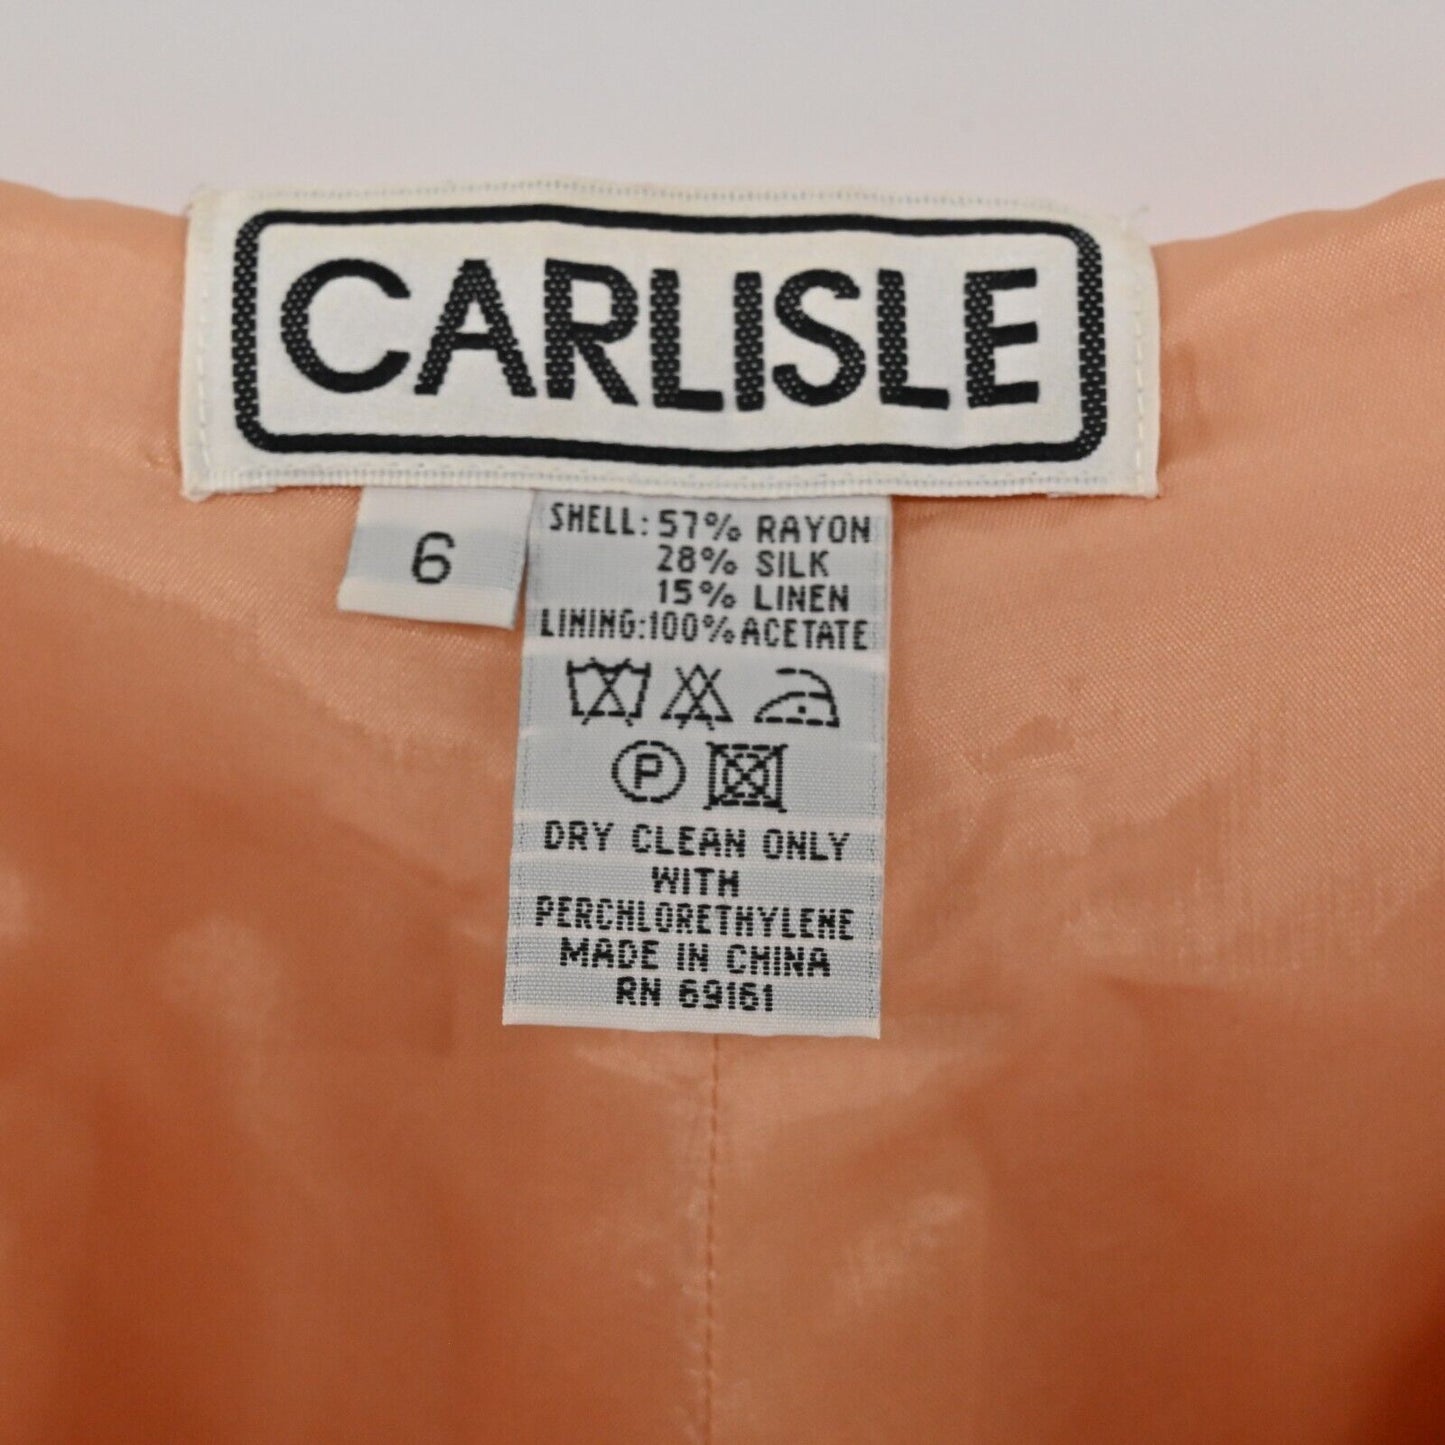 CARLISLE
6
SHELL: 57% RAYON
28% SILK
15% LINEN
LINING: 100% ACETATE
P
DRY CLEAN ONLY
WITH
PERCHLORETHYLENE
MADE IN CHINA
RN 69161